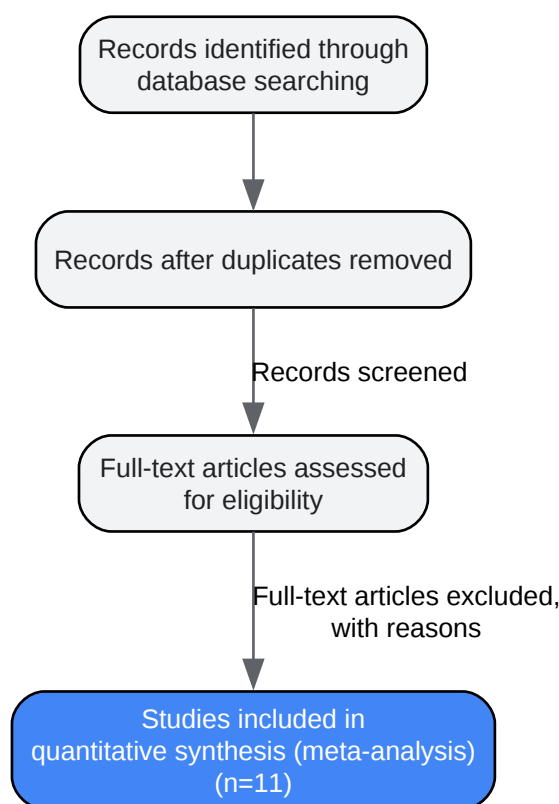 Records identified through
database searching
Records after duplicates removed
Records screened
Full-text articles assessed
for eligibility
Full-text articles excluded,
with reasons
Studies included in
quantitative synthesis (meta-analysis)
(n=11)